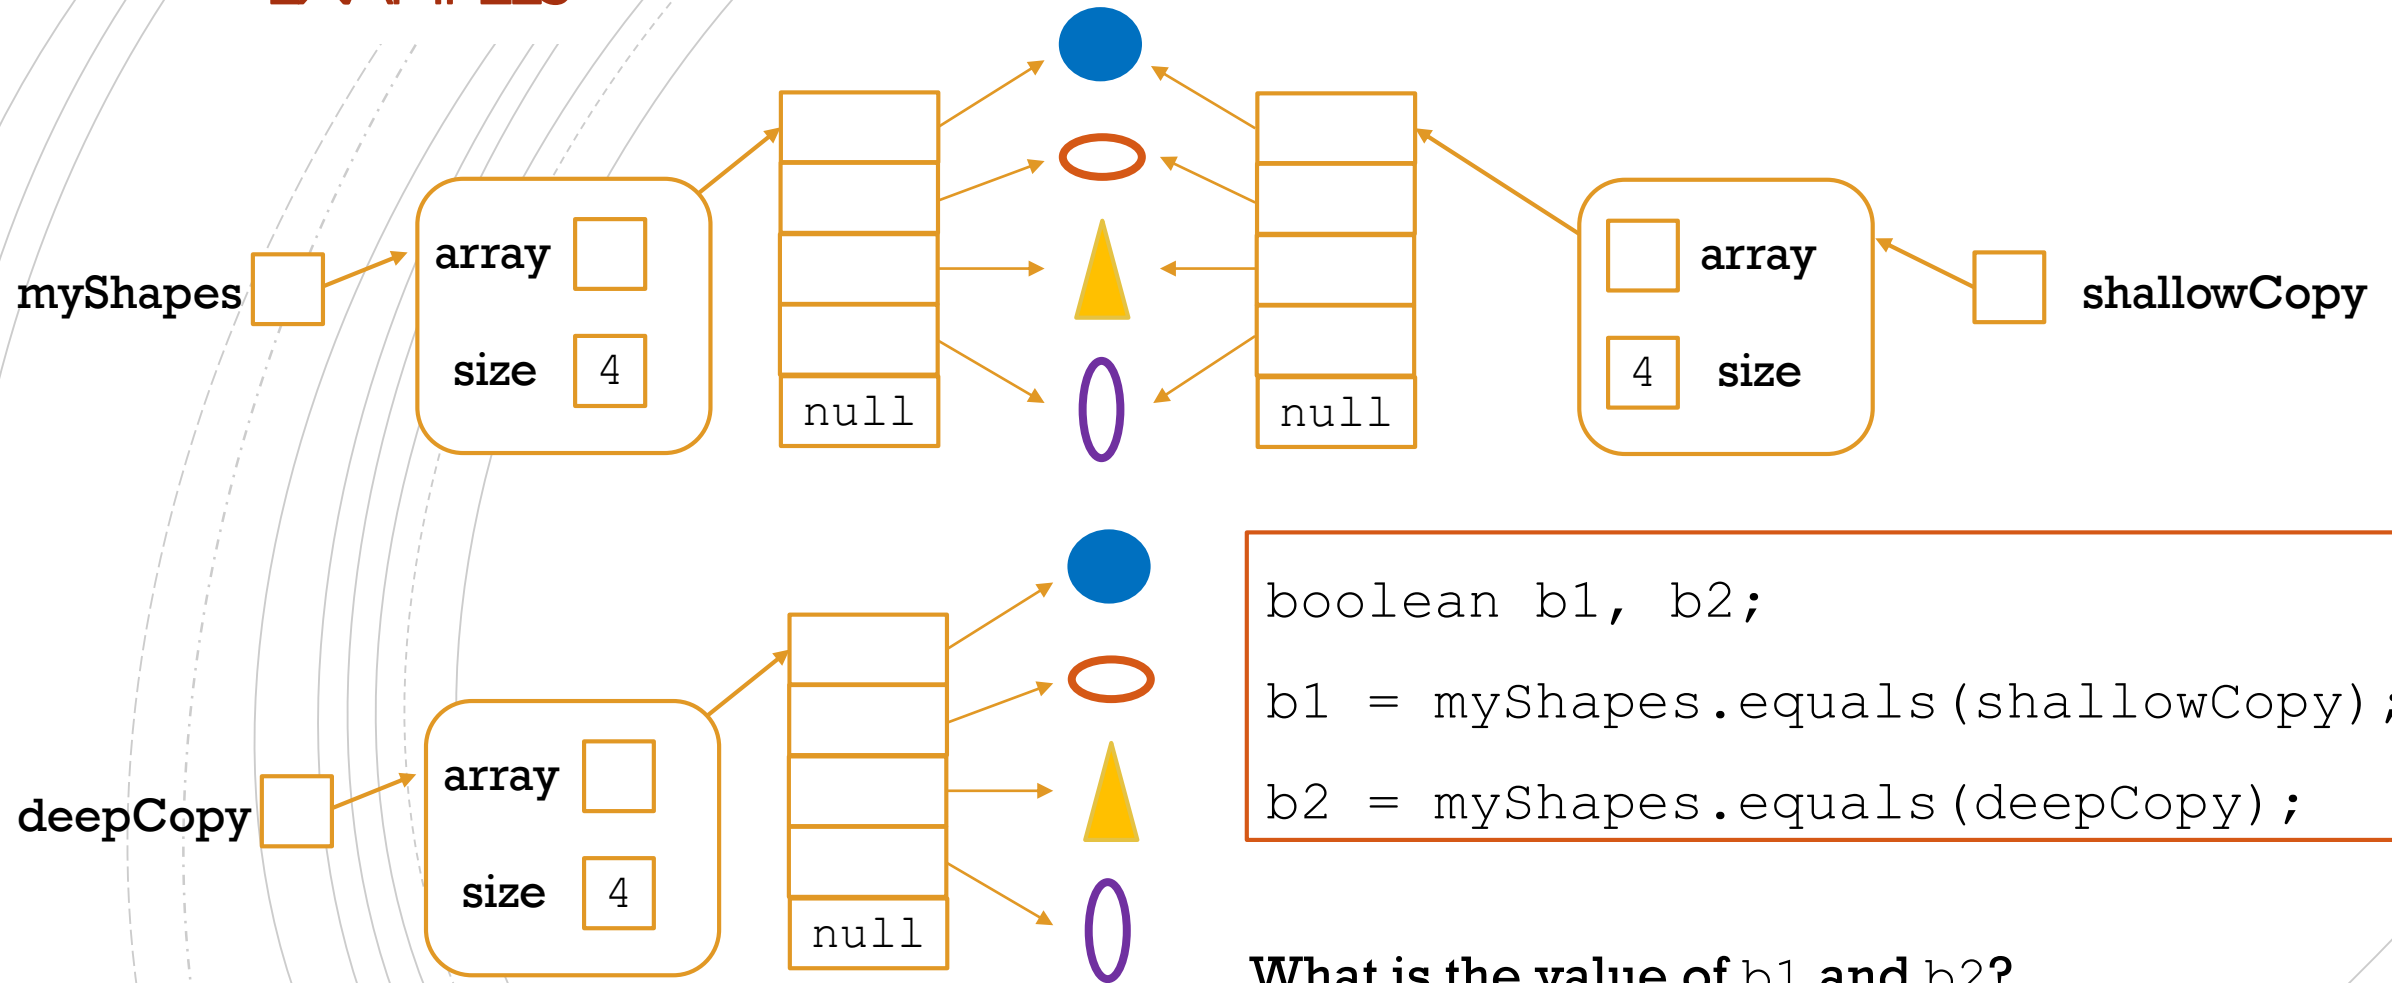 EXAMPLES
myShapes
array
size 4
null
null
array
4 size
shallowCopy
deepCopy
array
size 4
null
boolean b1, b2;
b1 = myShapes.equals(shallowCopy);
b2 = myShapes.equals(deepCopy);
What is the value of b1 and b2?